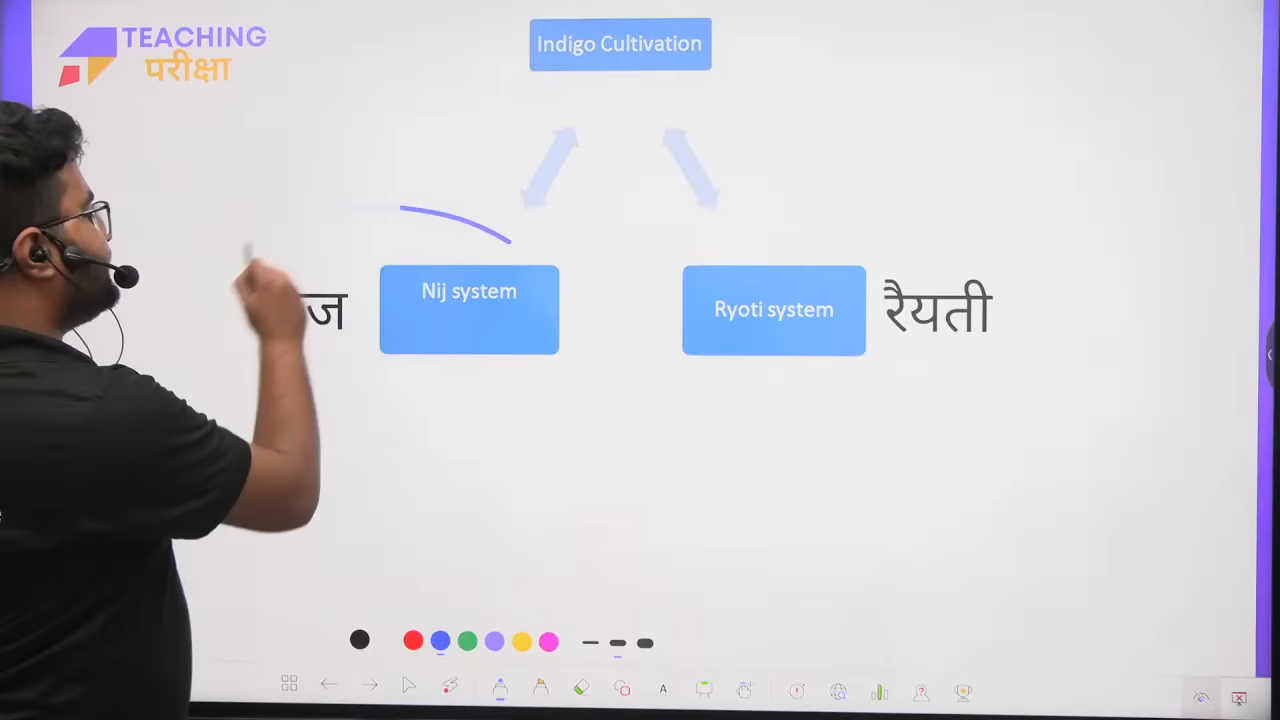 TEACHING
परीक्षा
Indigo Cultivation
Nij system
Ryoti system
रैयती
A